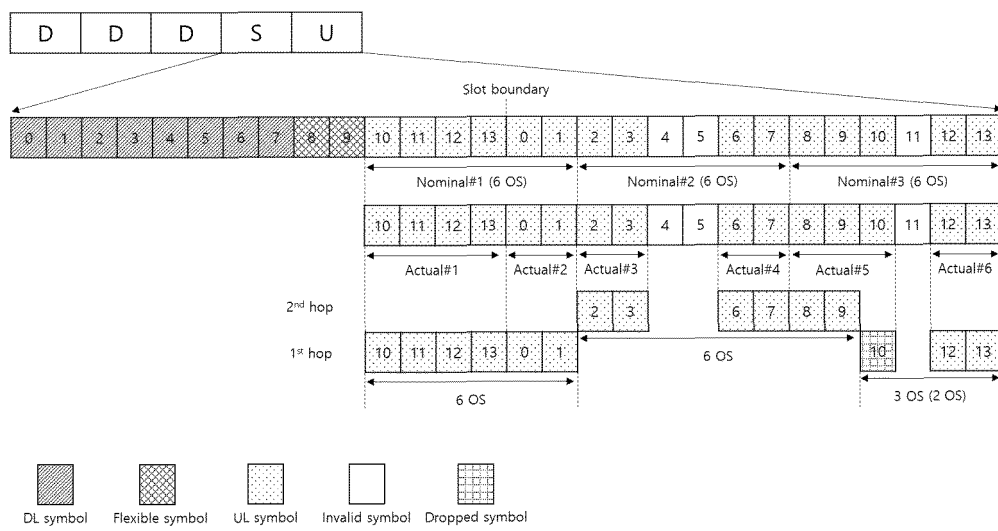 D D D S U
Slot boundary
0 1 2 3 4 5 6 7 8 9 10 11 12 13 0 1 2 3 4 5 6 7 8 9 10 11 12 13
Nominal#1 (6 OS) Nominal#2 (6 OS) Nominal#3 (6 OS)
10 11 12 13 0 1 2 3 4 5 6 7 8 9 10 11 12 13
Actual#1 Actual#2 Actual#3 Actual#4 Actual#5 Actual#6
2nd hop 2 3 6 7 8 9
1st hop 10 11 12 13 0 1 6 OS 10 12 13
6 OS 3 OS (2 OS)
DL symbol Flexible symbol UL symbol Invalid symbol Dropped symbol